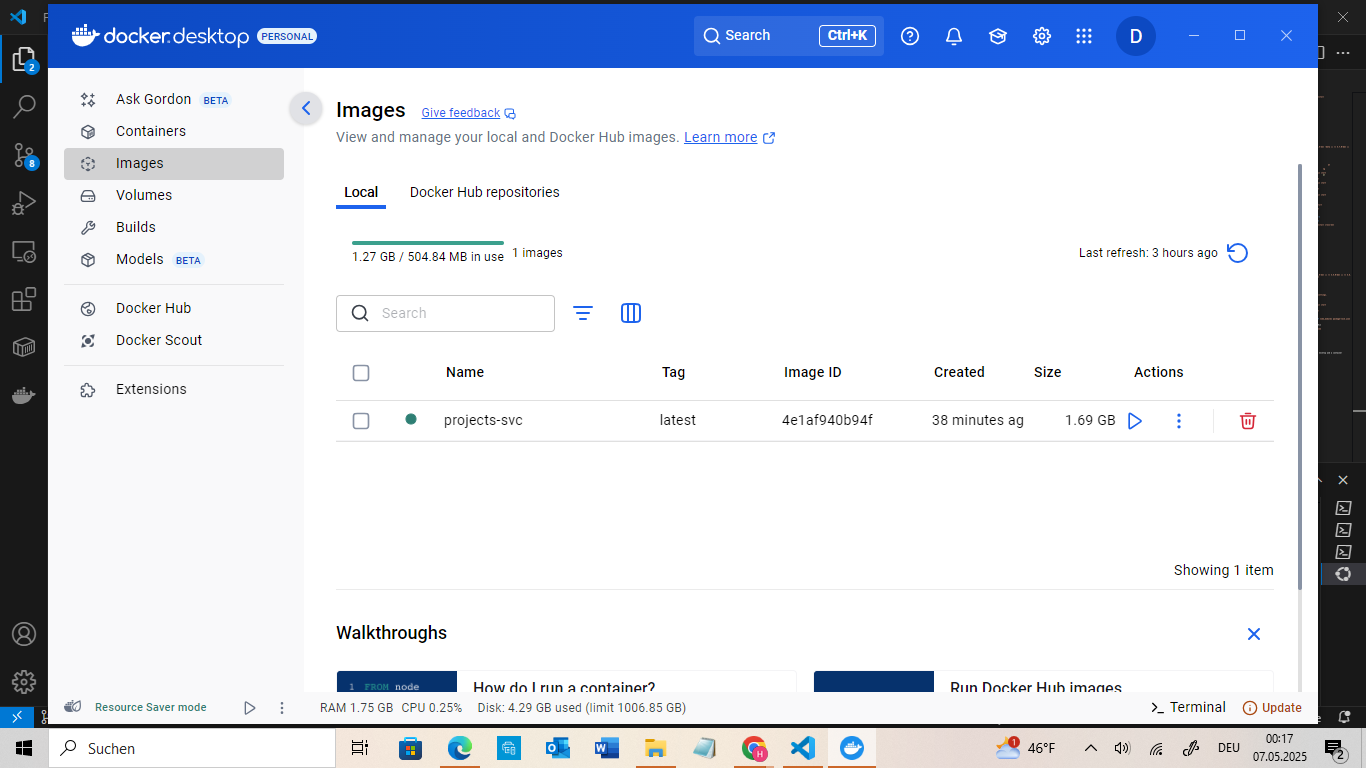 docker.desktop PERSONAL
Search Ctrl+K
D
2
8
Ask Gordon BETA
Containers
Images
Volumes
Builds
Models BETA
Docker Hub
Docker Scout
Extensions
Images Give feedback
View and manage your local and Docker Hub images. Learn more
Local Docker Hub repositories
1.27 GB / 504.84 MB in use 1 images
Last refresh: 3 hours ago
Search
Name Tag Image ID Created Size Actions
projects-svc latest 4e1af940b94f 38 minutes ag 1.69 GB
Showing 1 item
Walkthroughs
1 FROM node
How do I run a container?
Run Docker Hub images
Resource Saver mode
RAM 1.75 GB CPU 0.25% Disk: 4.29 GB used (limit 1006.85 GB)
Terminal Update
Suchen
1
46°F
DEU
00:17
07.05.2025
2